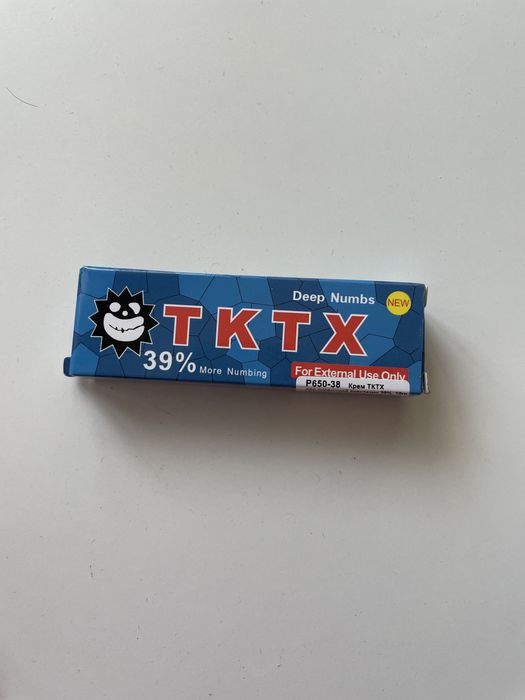 Deep Numbs
NEW
TKTX
39% More Numbing
For External Use Only
P650-38 Крем TKTX